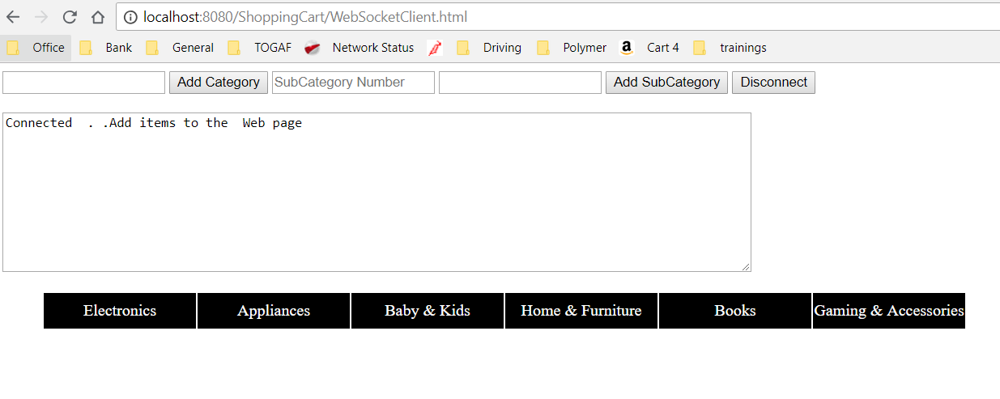 localhost:8080/ShoppingCart/WebSocketClient.html
Office Bank General TOGAF Network Status Driving Polymer a Cart 4 trainings
Add Category SubCategory Number Add SubCategory Disconnect
Connected  . .Add items to the  Web page
Electronics Appliances Baby & Kids Home & Furniture Books Gaming & Accessories